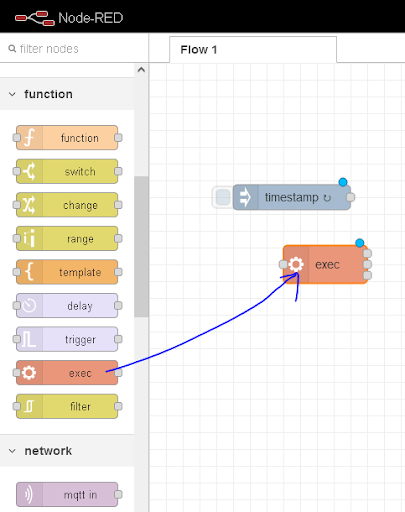 Node-RED
filter nodes
Flow 1
function
function
switch
change
range
template
delay
trigger
exec
filter
network
mqtt in
timestamp ↻
exec